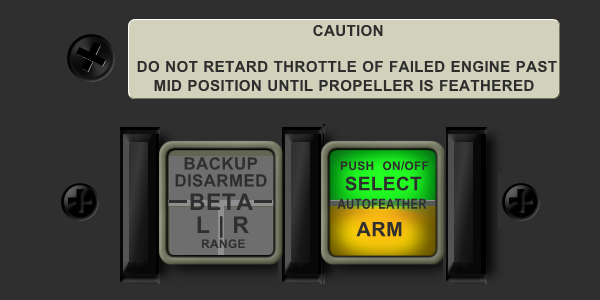 CAUTION
DO NOT RETARD THROTTLE OF FAILED ENGINE PAST
MID POSITION UNTIL PROPELLER IS FEATHERED
BACKUP
DISARMED
BETA
L | R
RANGE
PUSH ON/OFF
SELECT
AUTOFEATHER
ARM